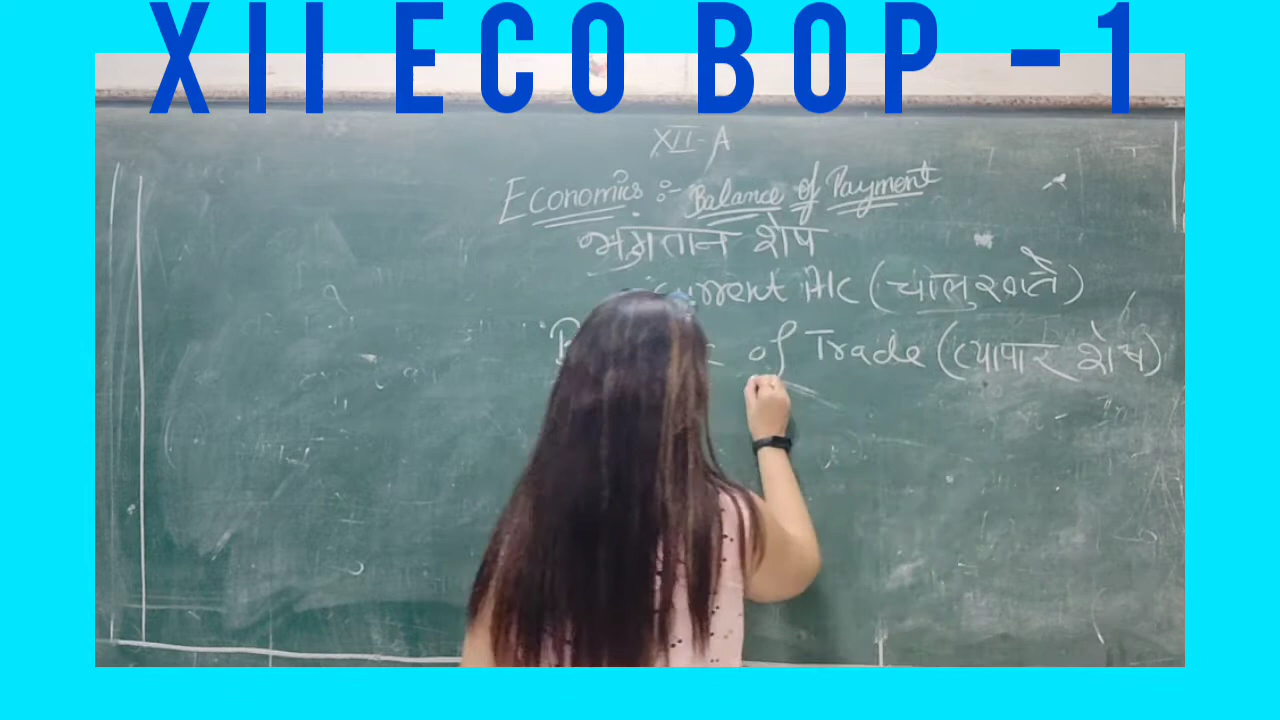 XII ECO BOP -1
XII-A
Economics :- Balance of Payment
भुगतान शेष
Current A/c (चालु खाते)
of Trade (व्यापार शेष)